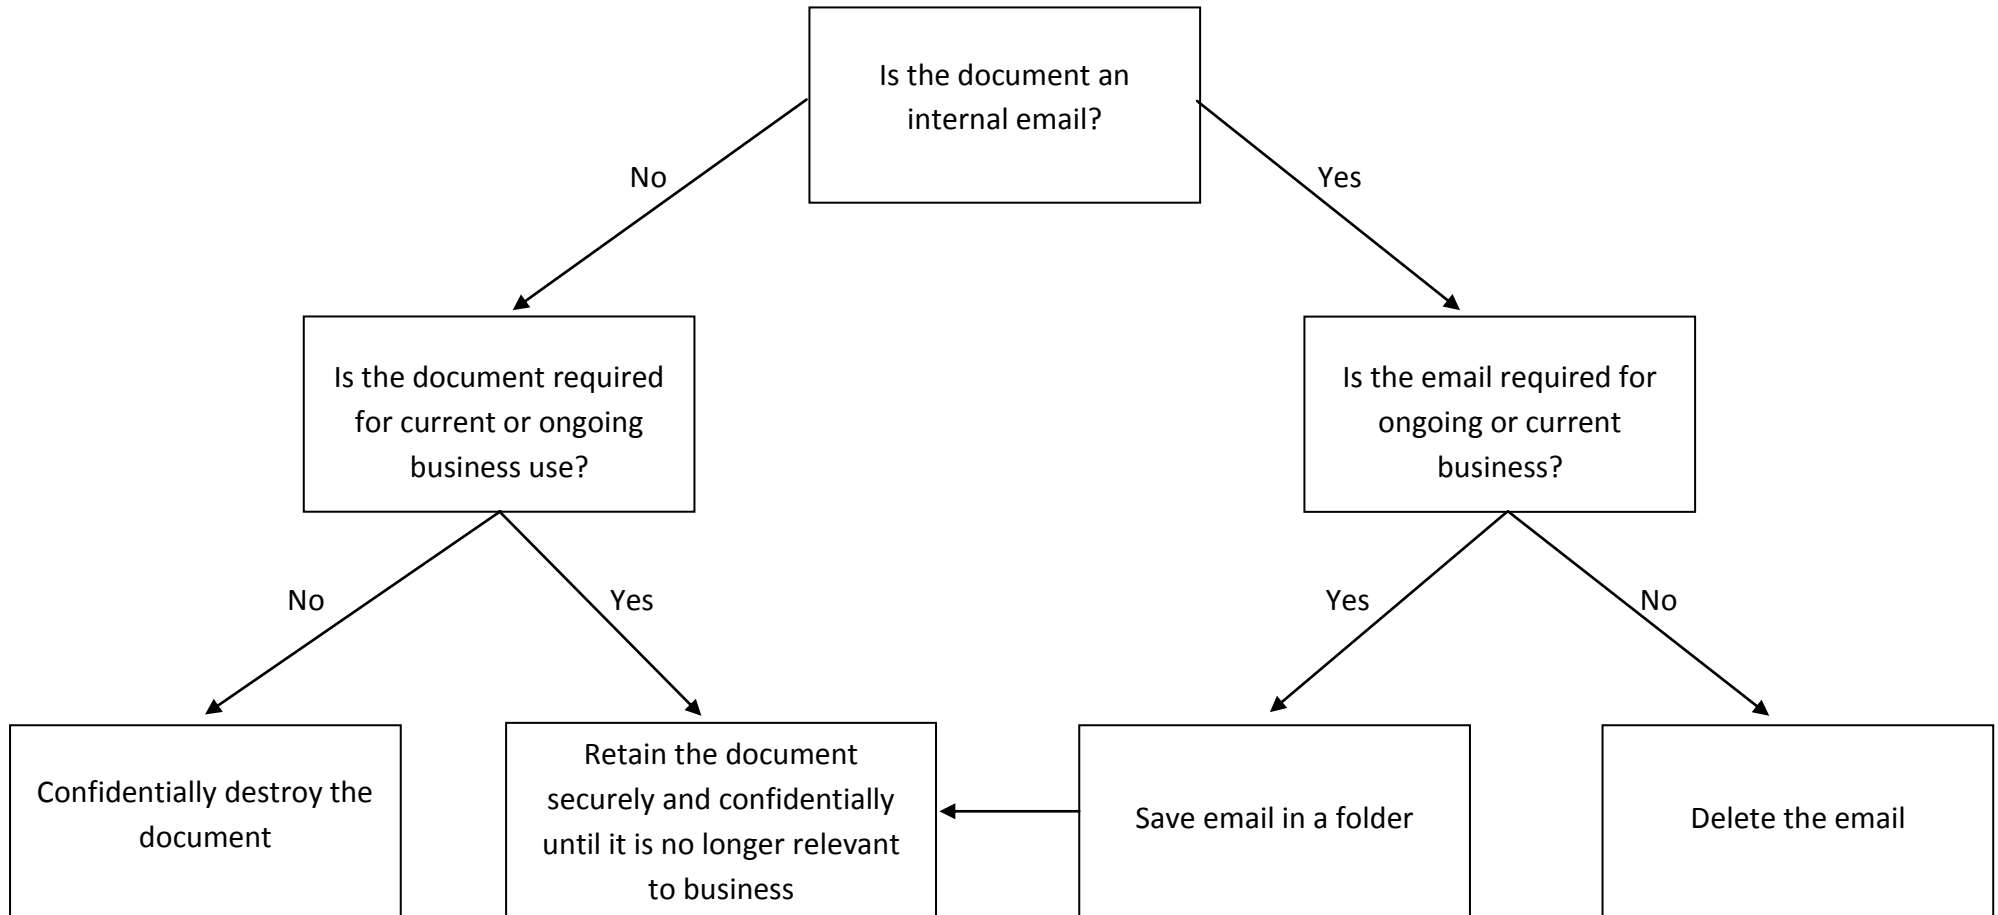 Is the document an
internal email?
No
Yes
Is the document required
for current or ongoing
business use?
Is the email required for
ongoing or current
business?
No
Yes
Yes
No
Confidentially destroy the
document
Retain the document
securely and confidentially
until it is no longer relevant
to business
Save email in a folder
Delete the email